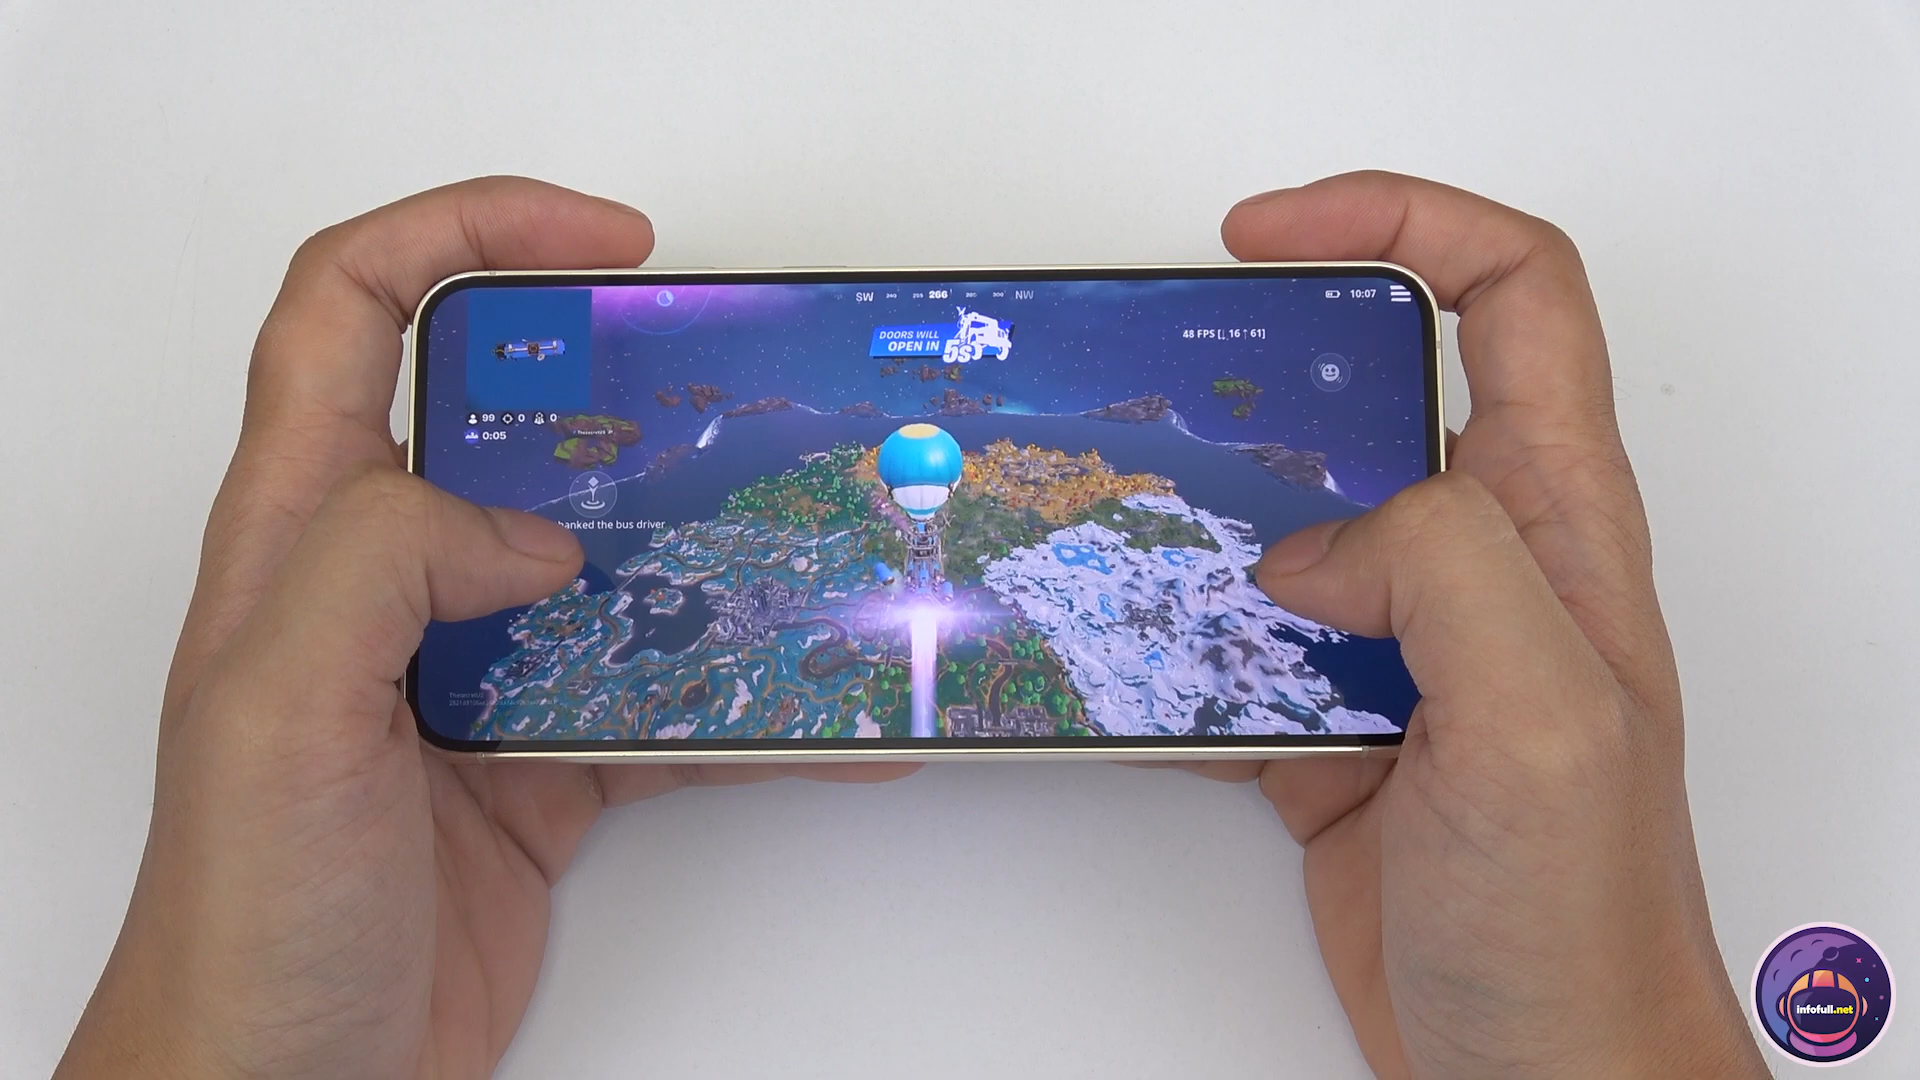 SW 266 NW
10:07
DOORS WILL
OPEN IN 5s
48 FPS [↓ 16 ↑ 61]
99 0 0
0:05
hanked the bus driver
infofull.net